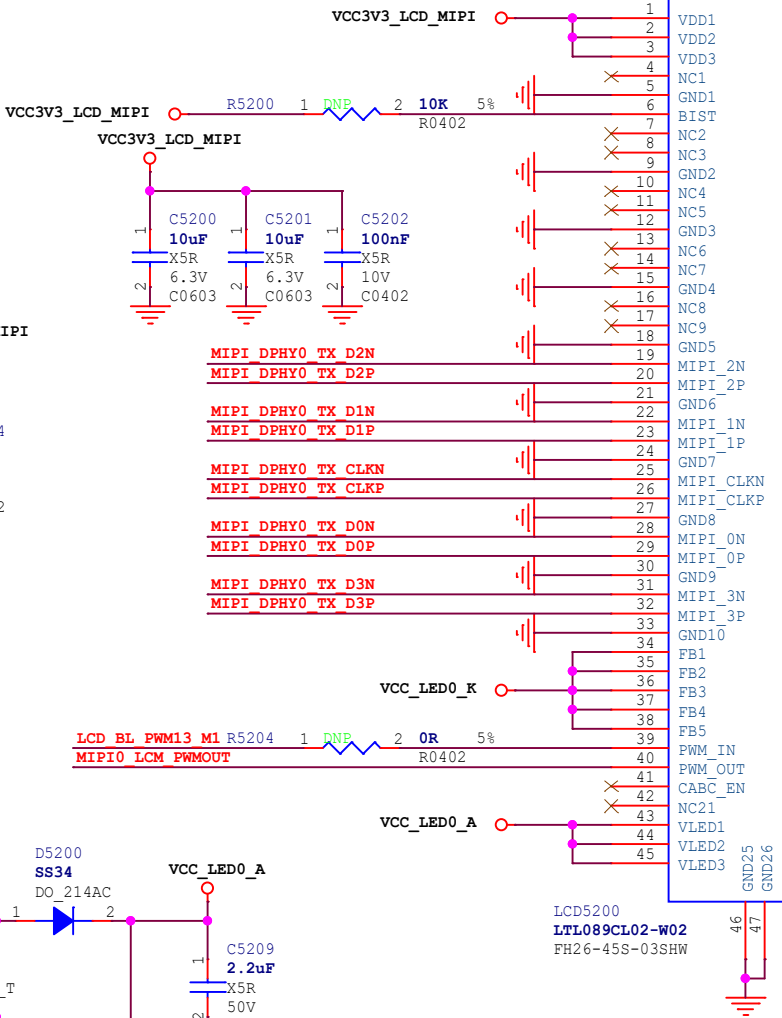 VCC3V3_LCD_MIPI
1 VDD1
2 VDD2
3 VDD3
4 NC1
5 GND1
VCC3V3_LCD_MIPI R5200 1 DNP 2 10K 5% 6 BIST
R0402
VCC3V3_LCD_MIPI
7 NC2
8 NC3
9 GND2
10 NC4
11 NC5
12 GND3
13 NC6
14 NC7
15 GND4
16 NC8
17 NC9
18 GND5
1 C5200 1 C5201 1 C5202
10uF 10uF 100nF
X5R X5R X5R
6.3V 6.3V 10V
2 C0603 2 C0603 2 C0402
IPI
MIPI_DPHY0_TX_D2N 19 MIPI_2N
MIPI_DPHY0_TX_D2P 20 MIPI_2P
21 GND6
MIPI_DPHY0_TX_D1N 22 MIPI_1N
MIPI_DPHY0_TX_D1P 23 MIPI_1P
4
24 GND7
MIPI_DPHY0_TX_CLKN 25 MIPI_CLKN
MIPI_DPHY0_TX_CLKP 26 MIPI_CLKP
2
27 GND8
MIPI_DPHY0_TX_D0N 28 MIPI_0N
MIPI_DPHY0_TX_D0P 29 MIPI_0P
30 GND9
MIPI_DPHY0_TX_D3N 31 MIPI_3N
MIPI_DPHY0_TX_D3P 32 MIPI_3P
33 GND10
34 FB1
35 FB2
VCC_LED0_K 36 FB3
37 FB4
38 FB5
LCD_BL_PWM13_M1 R5204 1 DNP 2 0R 5% 39 PWM_IN
R0402
MIPI0_LCM_PWMOUT 40 PWM_OUT
41 CABC_EN
42 NC21
VCC_LED0_A 43 VLED1
44 VLED2
45 VLED3
GND25
GND26
46
47
LCD5200
LTL089CL02-W02
FH26-45S-03SHW
D5200
SS34
DO_214AC
1 2
VCC_LED0_A
1 C5209
2.2uF
X5R
50V
2
_T